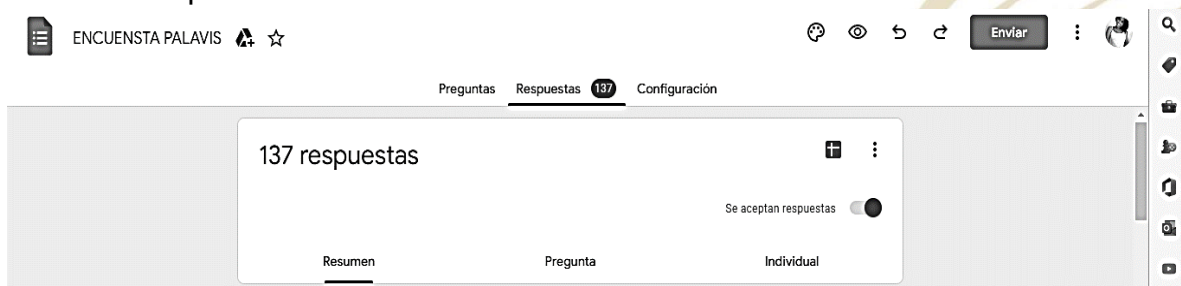 ENCUENSTA PALAVIS
Enviar
Preguntas Respuestas 137 Configuración
137 respuestas
Se aceptan respuestas
Resumen Pregunta Individual